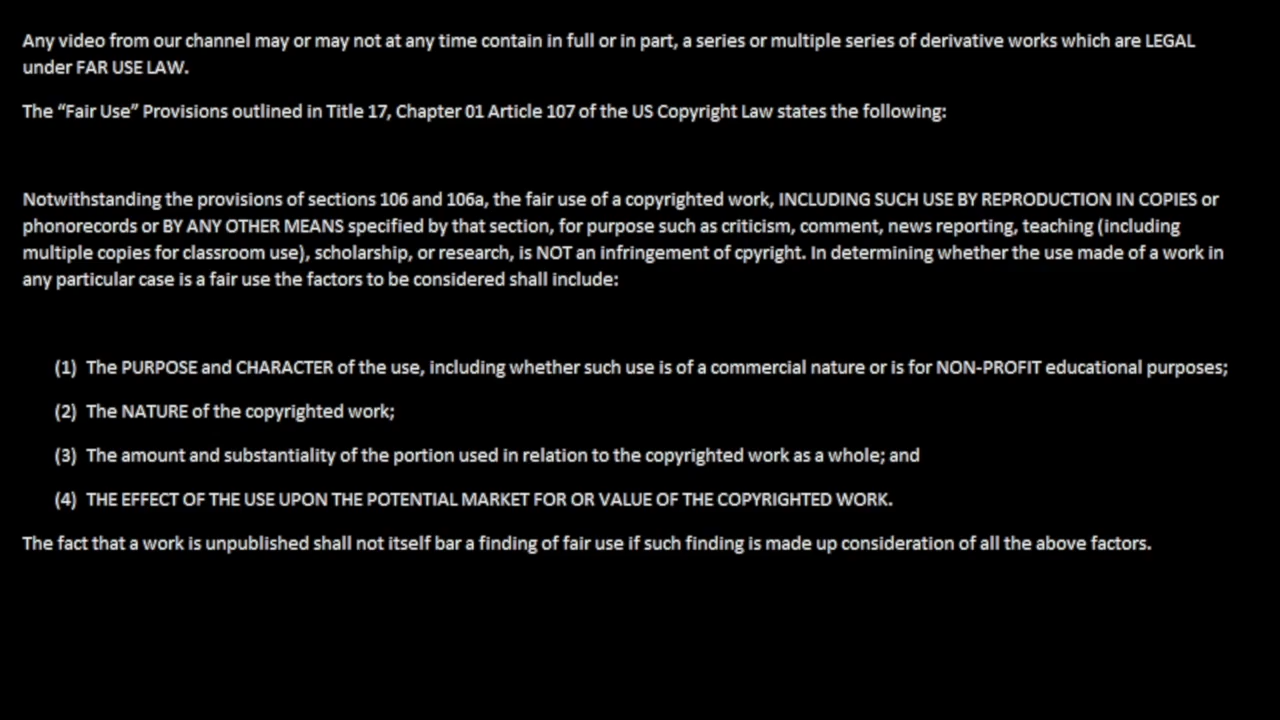 Any video from our channel may or may not at any time contain in full or in part, a series or multiple series of derivative works which are LEGAL
under FAR USE LAW.
The “Fair Use” Provisions outlined in Title 17, Chapter 01 Article 107 of the US Copyright Law states the following:
Notwithstanding the provisions of sections 106 and 106a, the fair use of a copyrighted work, INCLUDING SUCH USE BY REPRODUCTION IN COPIES or
phonorecords or BY ANY OTHER MEANS specified by that section, for purpose such as criticism, comment, news reporting, teaching (including
multiple copies for classroom use), scholarship, or research, is NOT an infringement of cpyright. In determining whether the use made of a work in
any particular case is a fair use the factors to be considered shall include:
(1) The PURPOSE and CHARACTER of the use, including whether such use is of a commercial nature or is for NON-PROFIT educational purposes;
(2) The NATURE of the copyrighted work;
(3) The amount and substantiality of the portion used in relation to the copyrighted work as a whole; and
(4) THE EFFECT OF THE USE UPON THE POTENTIAL MARKET FOR OR VALUE OF THE COPYRIGHTED WORK.
The fact that a work is unpublished shall not itself bar a finding of fair use if such finding is made up consideration of all the above factors.